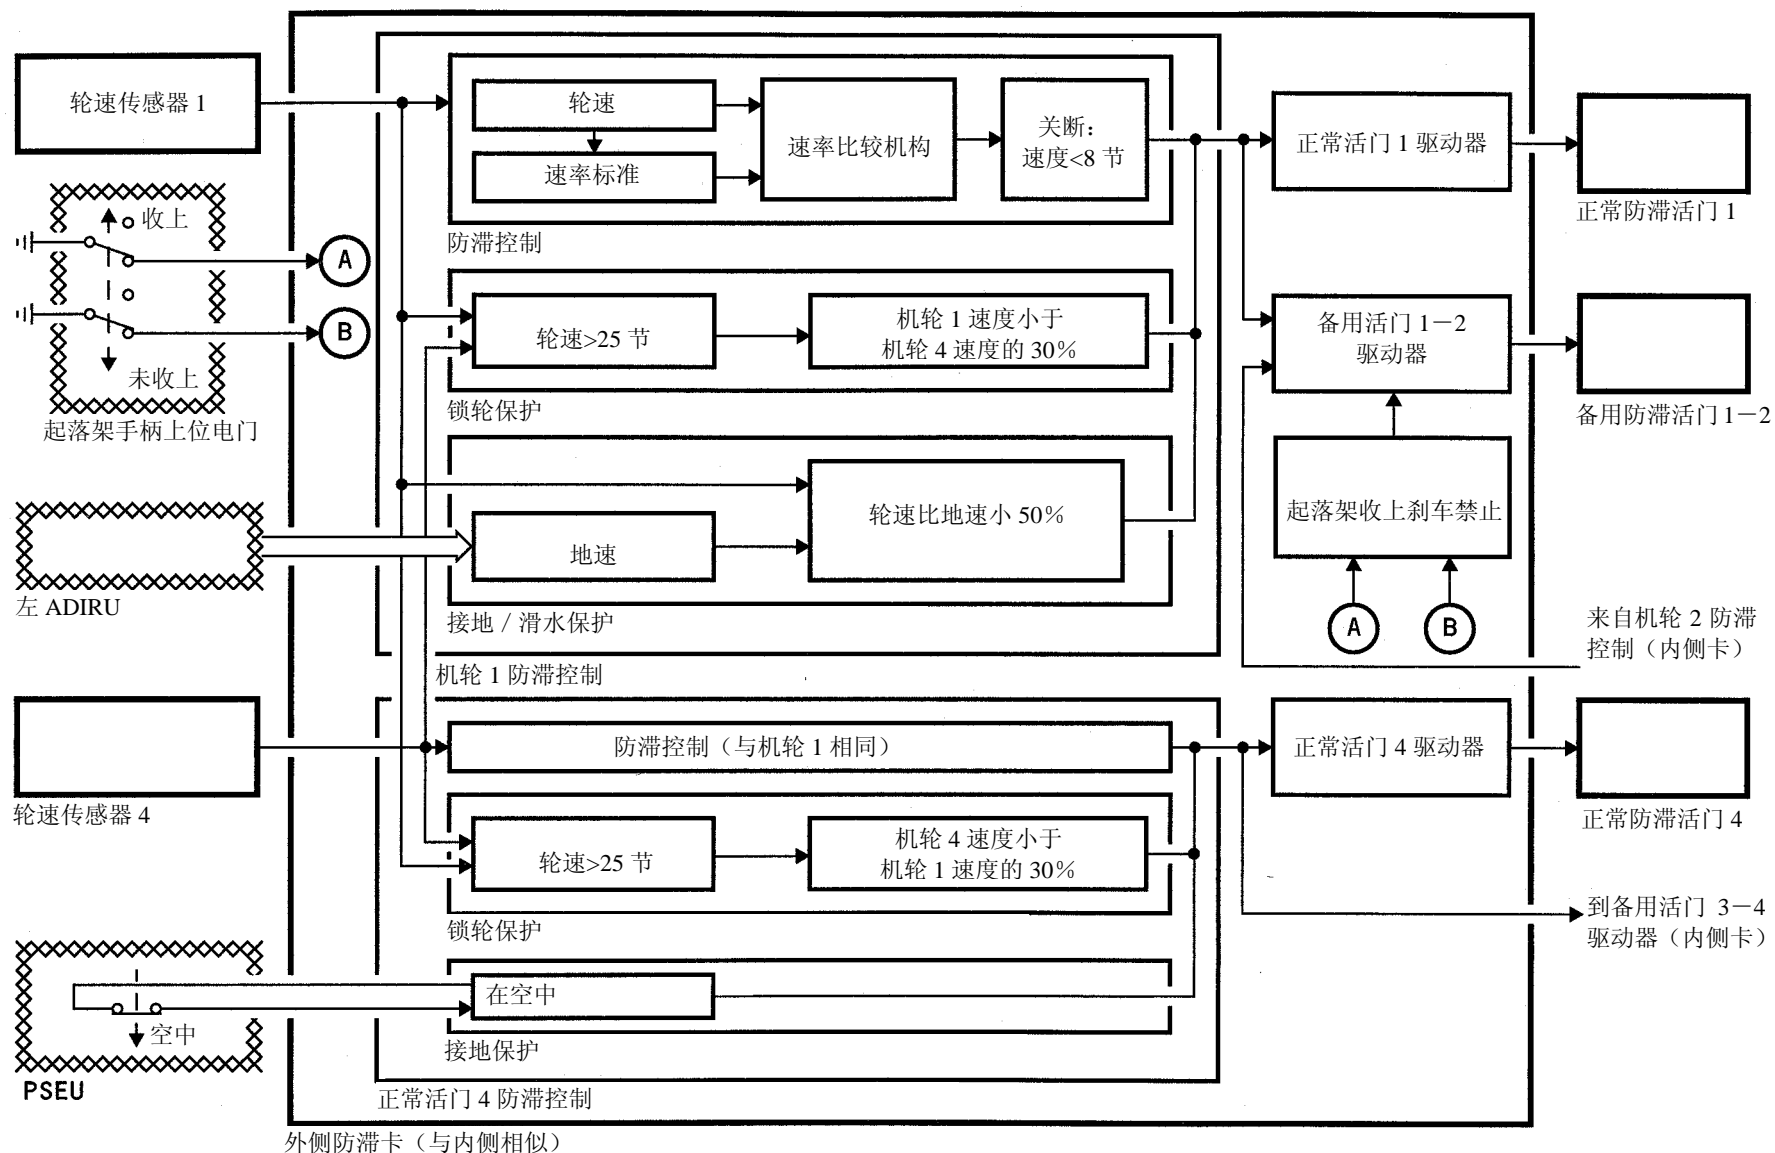 轮速传感器 1
轮速
速率标准
速率比较机构
关断：
速度<8 节
防滞控制
正常活门 1 驱动器
正常防滞活门 1
收上
未收上
起落架手柄上位电门
A
B
轮速>25 节
机轮 1 速度小于
机轮 4 速度的 30%
锁轮保护
备用活门 1－2
驱动器
备用防滞活门 1－2
左 ADIRU
地速
轮速比地速小 50%
接地 / 滑水保护
机轮 1 防滞控制
起落架收上刹车禁止
A
B
来自机轮 2 防滞
控制（内侧卡）
轮速传感器 4
防滞控制（与机轮 1 相同）
正常活门 4 驱动器
正常防滞活门 4
轮速>25 节
机轮 4 速度小于
机轮 1 速度的 30%
锁轮保护
到备用活门 3－4
驱动器（内侧卡）
空中
PSEU
在空中
接地保护
正常活门 4 防滞控制
外侧防滞卡（与内侧相似）